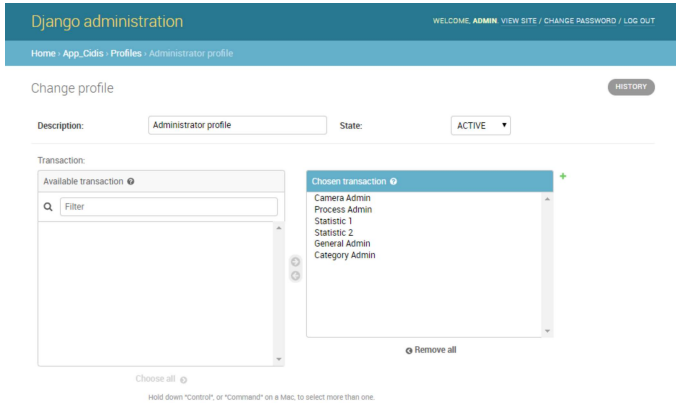 Django administration
WELCOME, ADMIN. VIEW SITE / CHANGE PASSWORD / LOG OUT
Home › App_Cidis › Profiles › Administrator profile
Change profile
HISTORY
Description:
Administrator profile
State:
ACTIVE
Transaction:
Available transaction
Filter
Choose all
Chosen transaction
Camera Admin
Process Admin
Statistic 1
Statistic 2
General Admin
Category Admin
Remove all
Hold down "Control", or "Command" on a Mac, to select more than one.